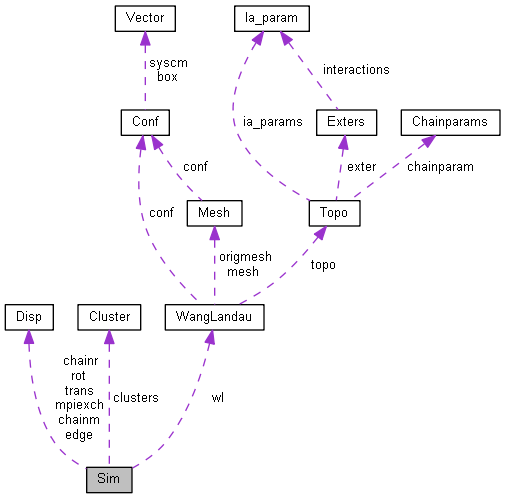 Vector
Ia_param
syscm
box
interactions
Conf
ia_params
Exters
Chainparams
conf
exter
chainparam
conf
Mesh
Topo
origmesh
mesh
topo
Disp
Cluster
WangLandau
chainr
rot
trans
mpiexch
chainm
edge
clusters
wl
Sim